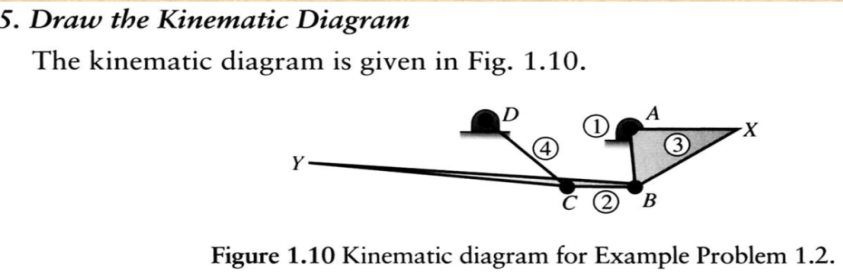 5. Draw the Kinematic Diagram
The kinematic diagram is given in Fig. 1.10.
D
① A
X
④
③
Y
C ② B
Figure 1.10 Kinematic diagram for Example Problem 1.2.